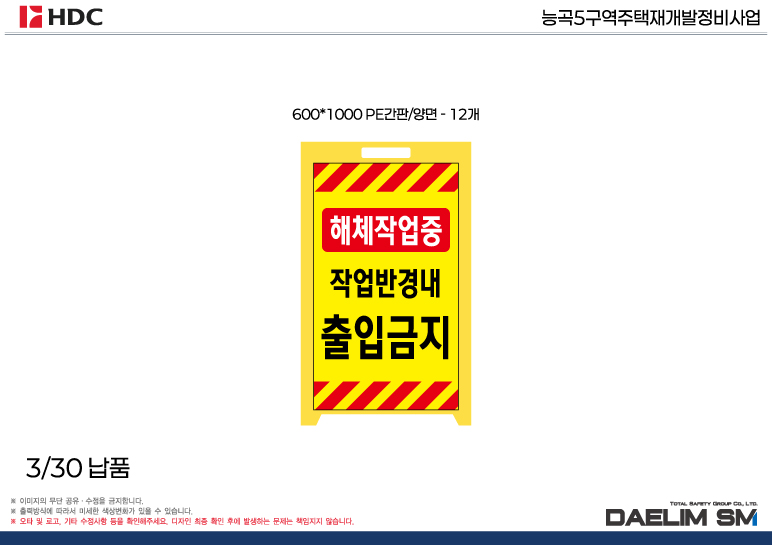 HDC
능곡5구역주택재개발정비사업
600*1000 PE간판/양면 - 12개
해체작업중
작업반경내
출입금지
3/30 납품
※ 이미지의 무단 공유 · 수정을 금지합니다.
※ 출력방식에 따라서 미세한 색상변화가 있을 수 있습니다.
※ 오타 및 로고, 기타 수정사항 등을 확인해주세요. 디자인 최종 확인 후에 발생하는 문제는 책임지지 않습니다.
Total Safety Group Co., Ltd.
DAELIM SM